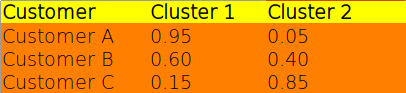 Customer Cluster 1 Cluster 2
Customer A 0.95 0.05
Customer B 0.60 0.40
Customer C 0.15 0.85